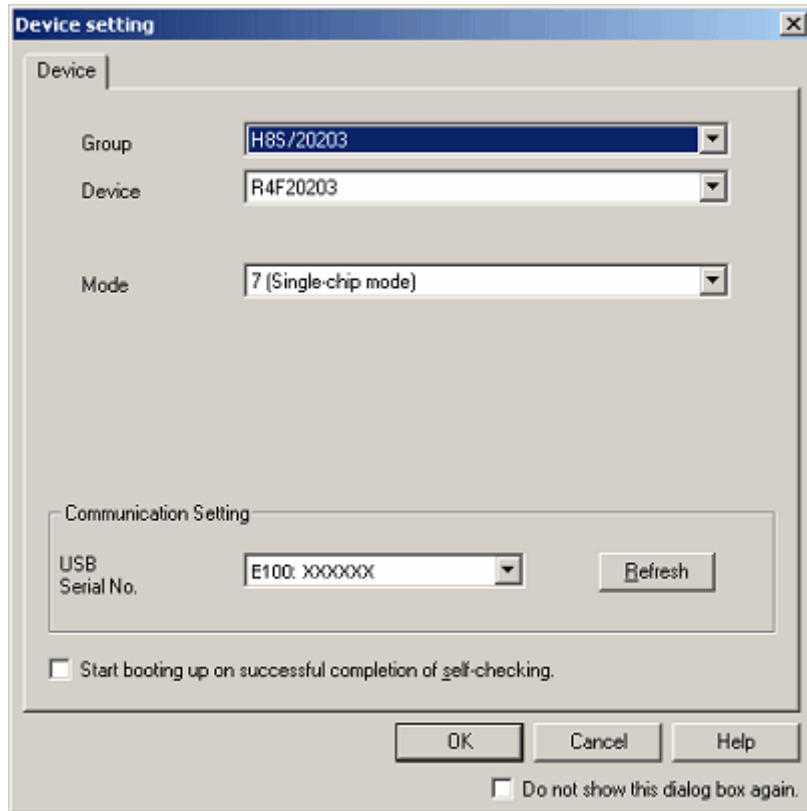 Device setting
Device
Group H8S/20203
Device R4F20203
Mode 7 (Single-chip mode)
Communication Setting
USB
Serial No. E100: XXXXXX Refresh
Start booting up on successful completion of self-checking.
OK Cancel Help
Do not show this dialog box again.